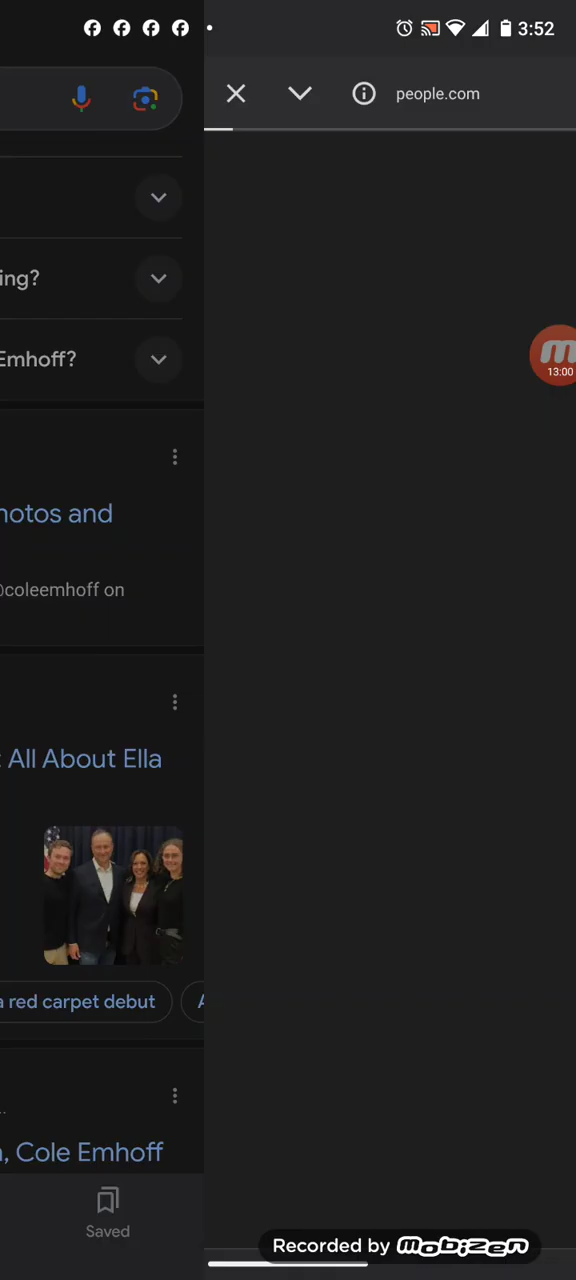 3:52
people.com
ing?
13:00
Emhoff?
hotos and
@coleemhoff on
: All About Ella
a red carpet debut
A
..
, Cole Emhoff
Saved
Recorded by mobizen